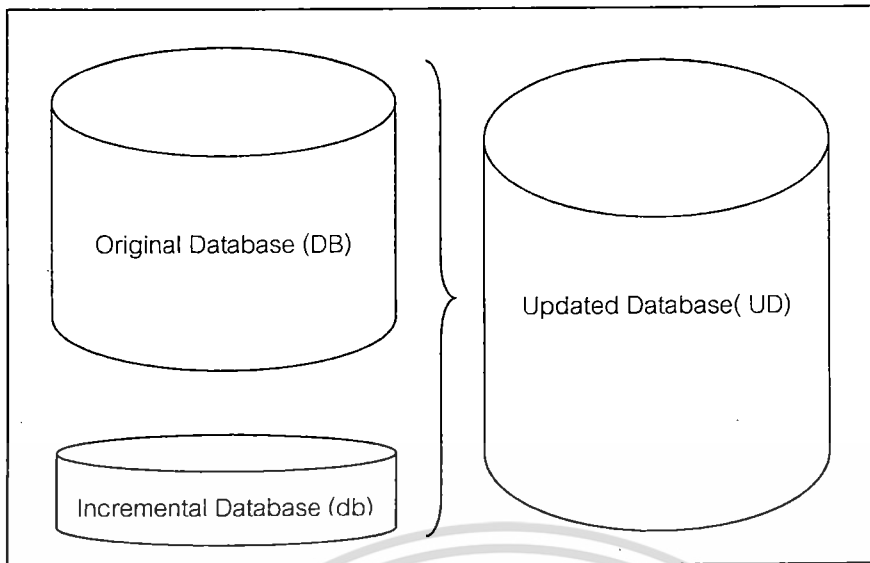 Original Database (DB)
Updated Database( UD)
Incremental Database (db)